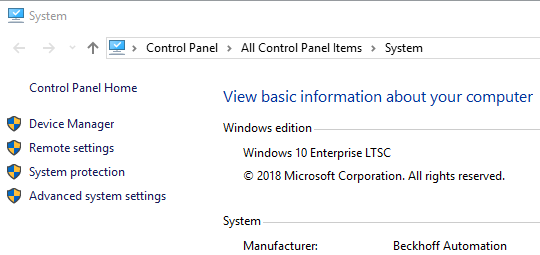 System
Control Panel > All Control Panel Items > System
Control Panel Home
View basic information about your computer
Device Manager
Windows edition
Remote settings
Windows 10 Enterprise LTSC
System protection
© 2018 Microsoft Corporation. All rights reserved.
Advanced system settings
System
Manufacturer: Beckhoff Automation